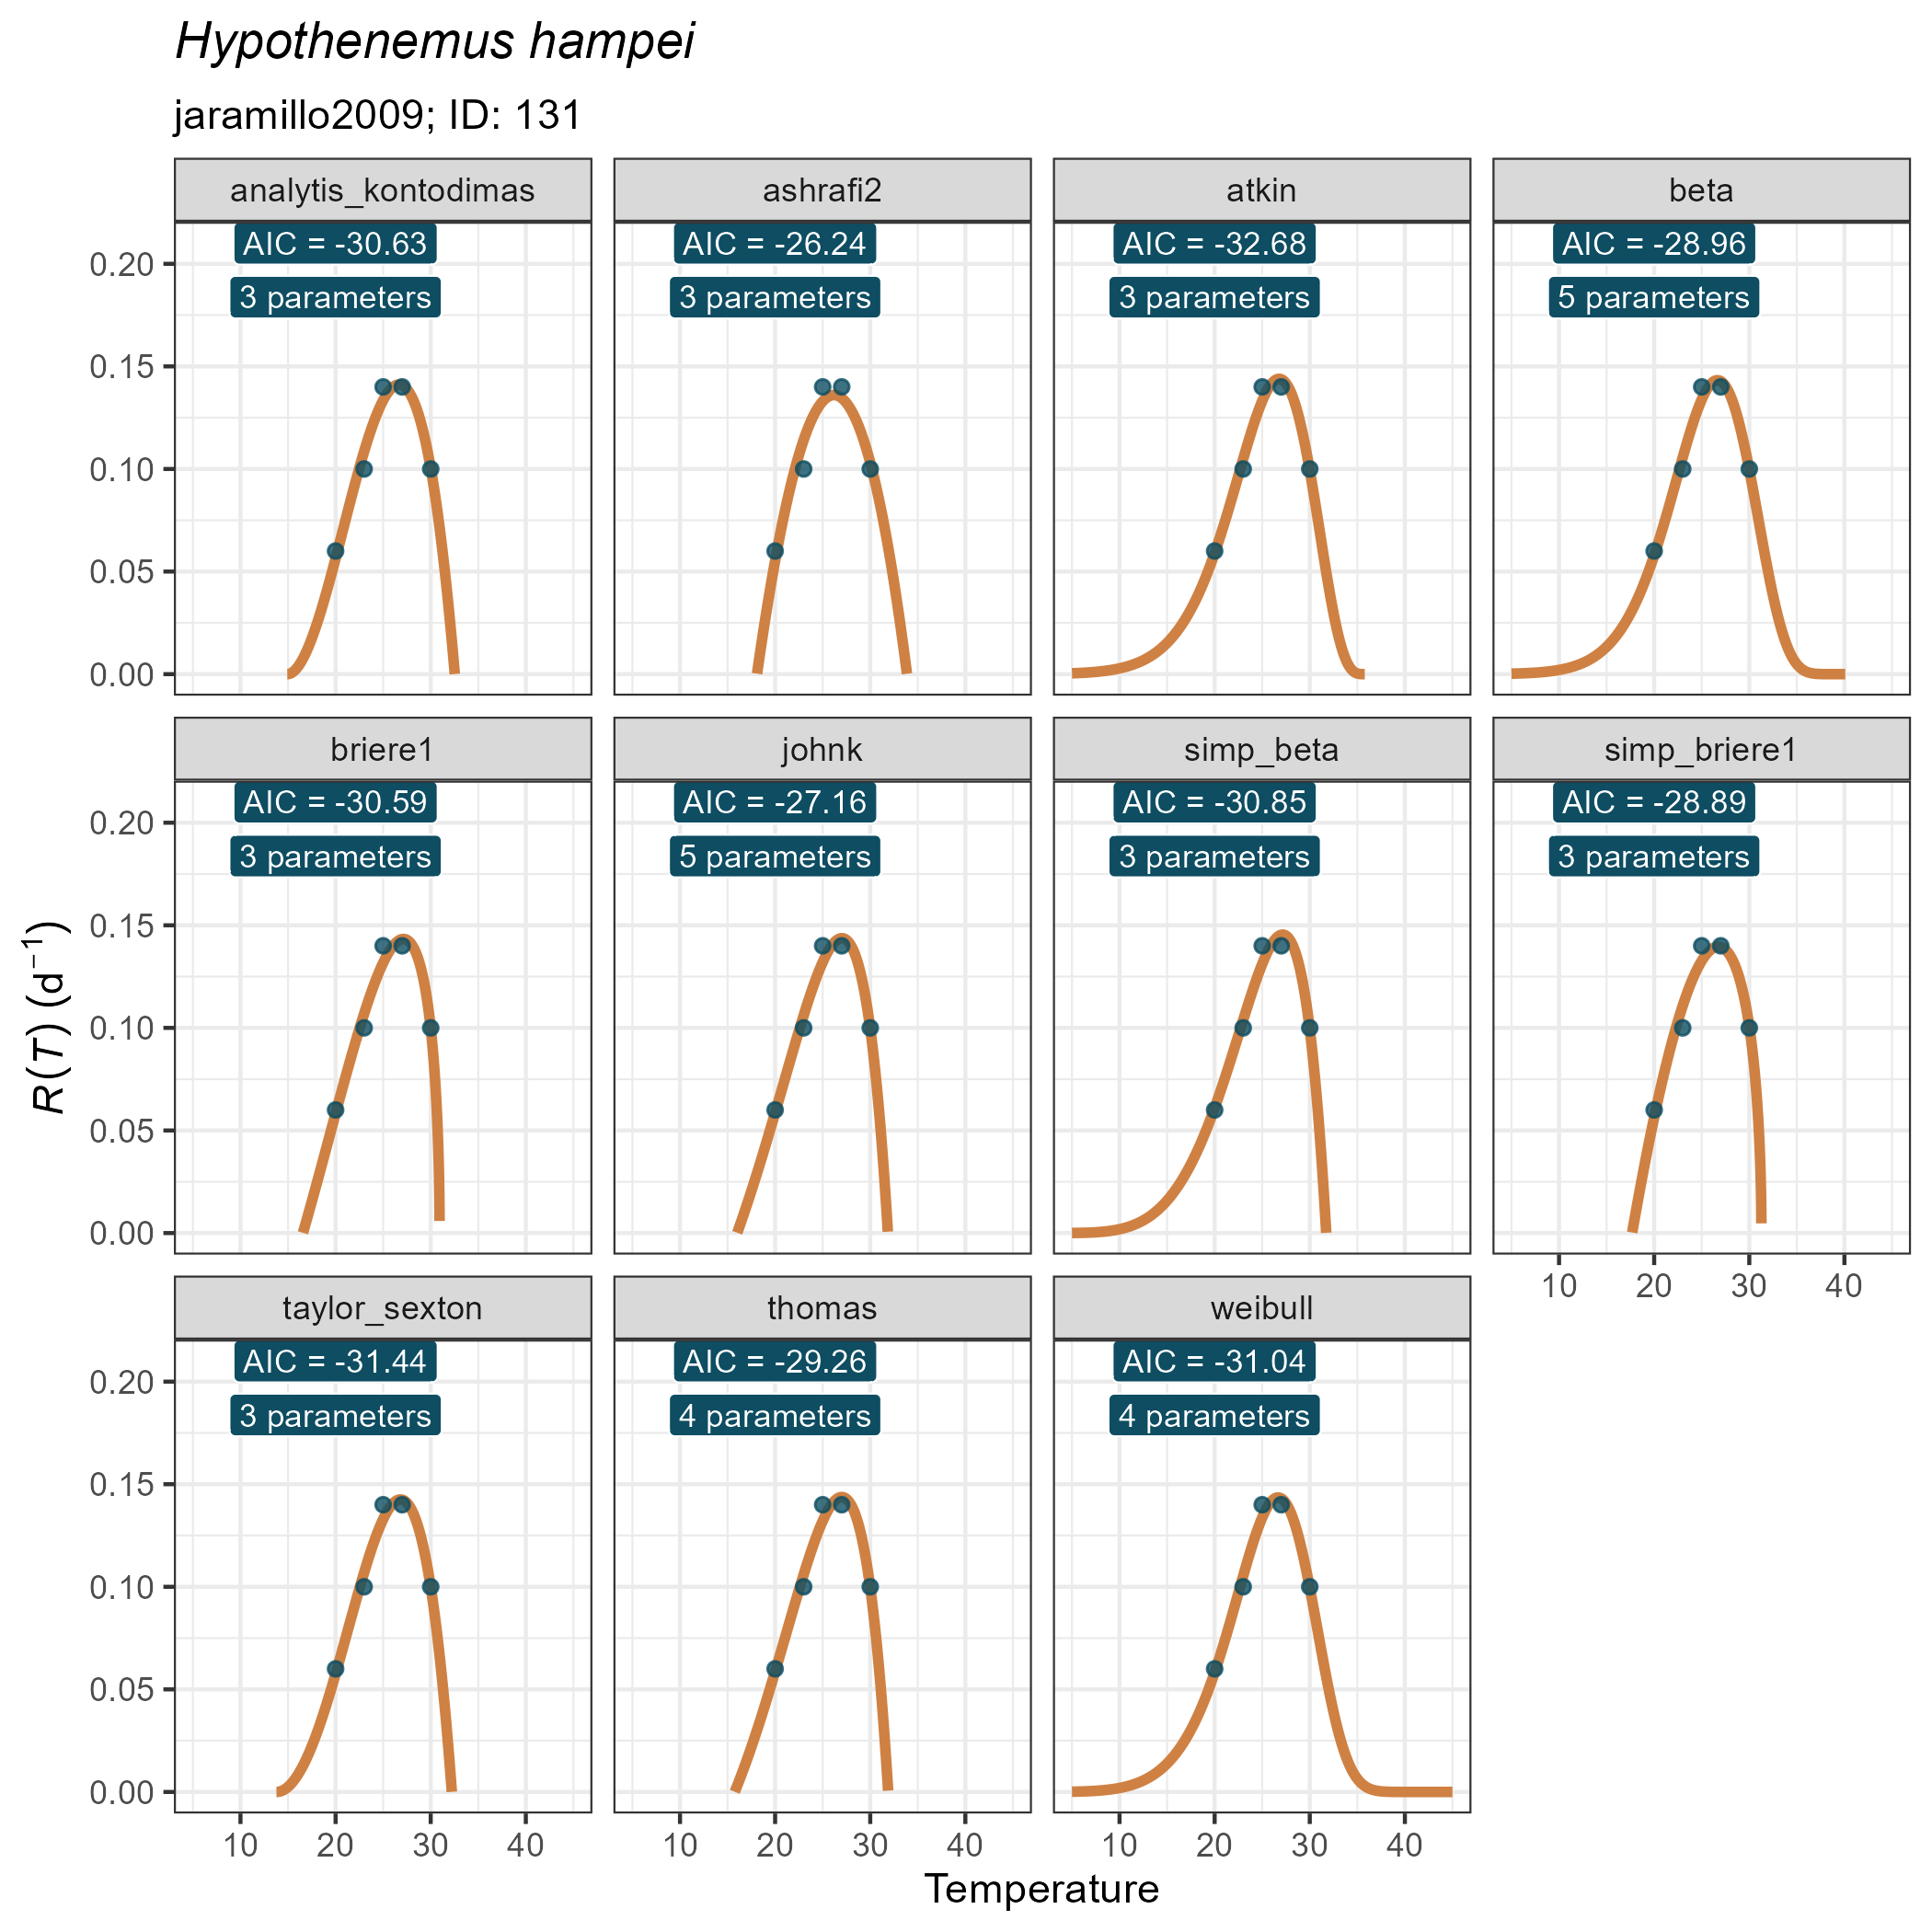 Hypothenemus hampei
jaramillo2009; ID: 131
analytis_kontodimas ashrafi2 atkin beta
AIC = -30.63 AIC = -26.24 AIC = -32.68 AIC = -28.96
3 parameters 3 parameters 3 parameters 5 parameters
0.20
0.15
0.10
0.05
0.00
briere1 johnk simp_beta simp_briere1
AIC = -30.59 AIC = -27.16 AIC = -30.85 AIC = -28.89
3 parameters 5 parameters 3 parameters 3 parameters
0.20
0.15
0.10
0.05
0.00
10 20 30 40
taylor_sexton thomas weibull
AIC = -31.44 AIC = -29.26 AIC = -31.04
3 parameters 4 parameters 4 parameters
0.20
0.15
0.10
0.05
0.00
10 20 30 40 10 20 30 40 10 20 30 40
Temperature
R(T) (d⁻¹)